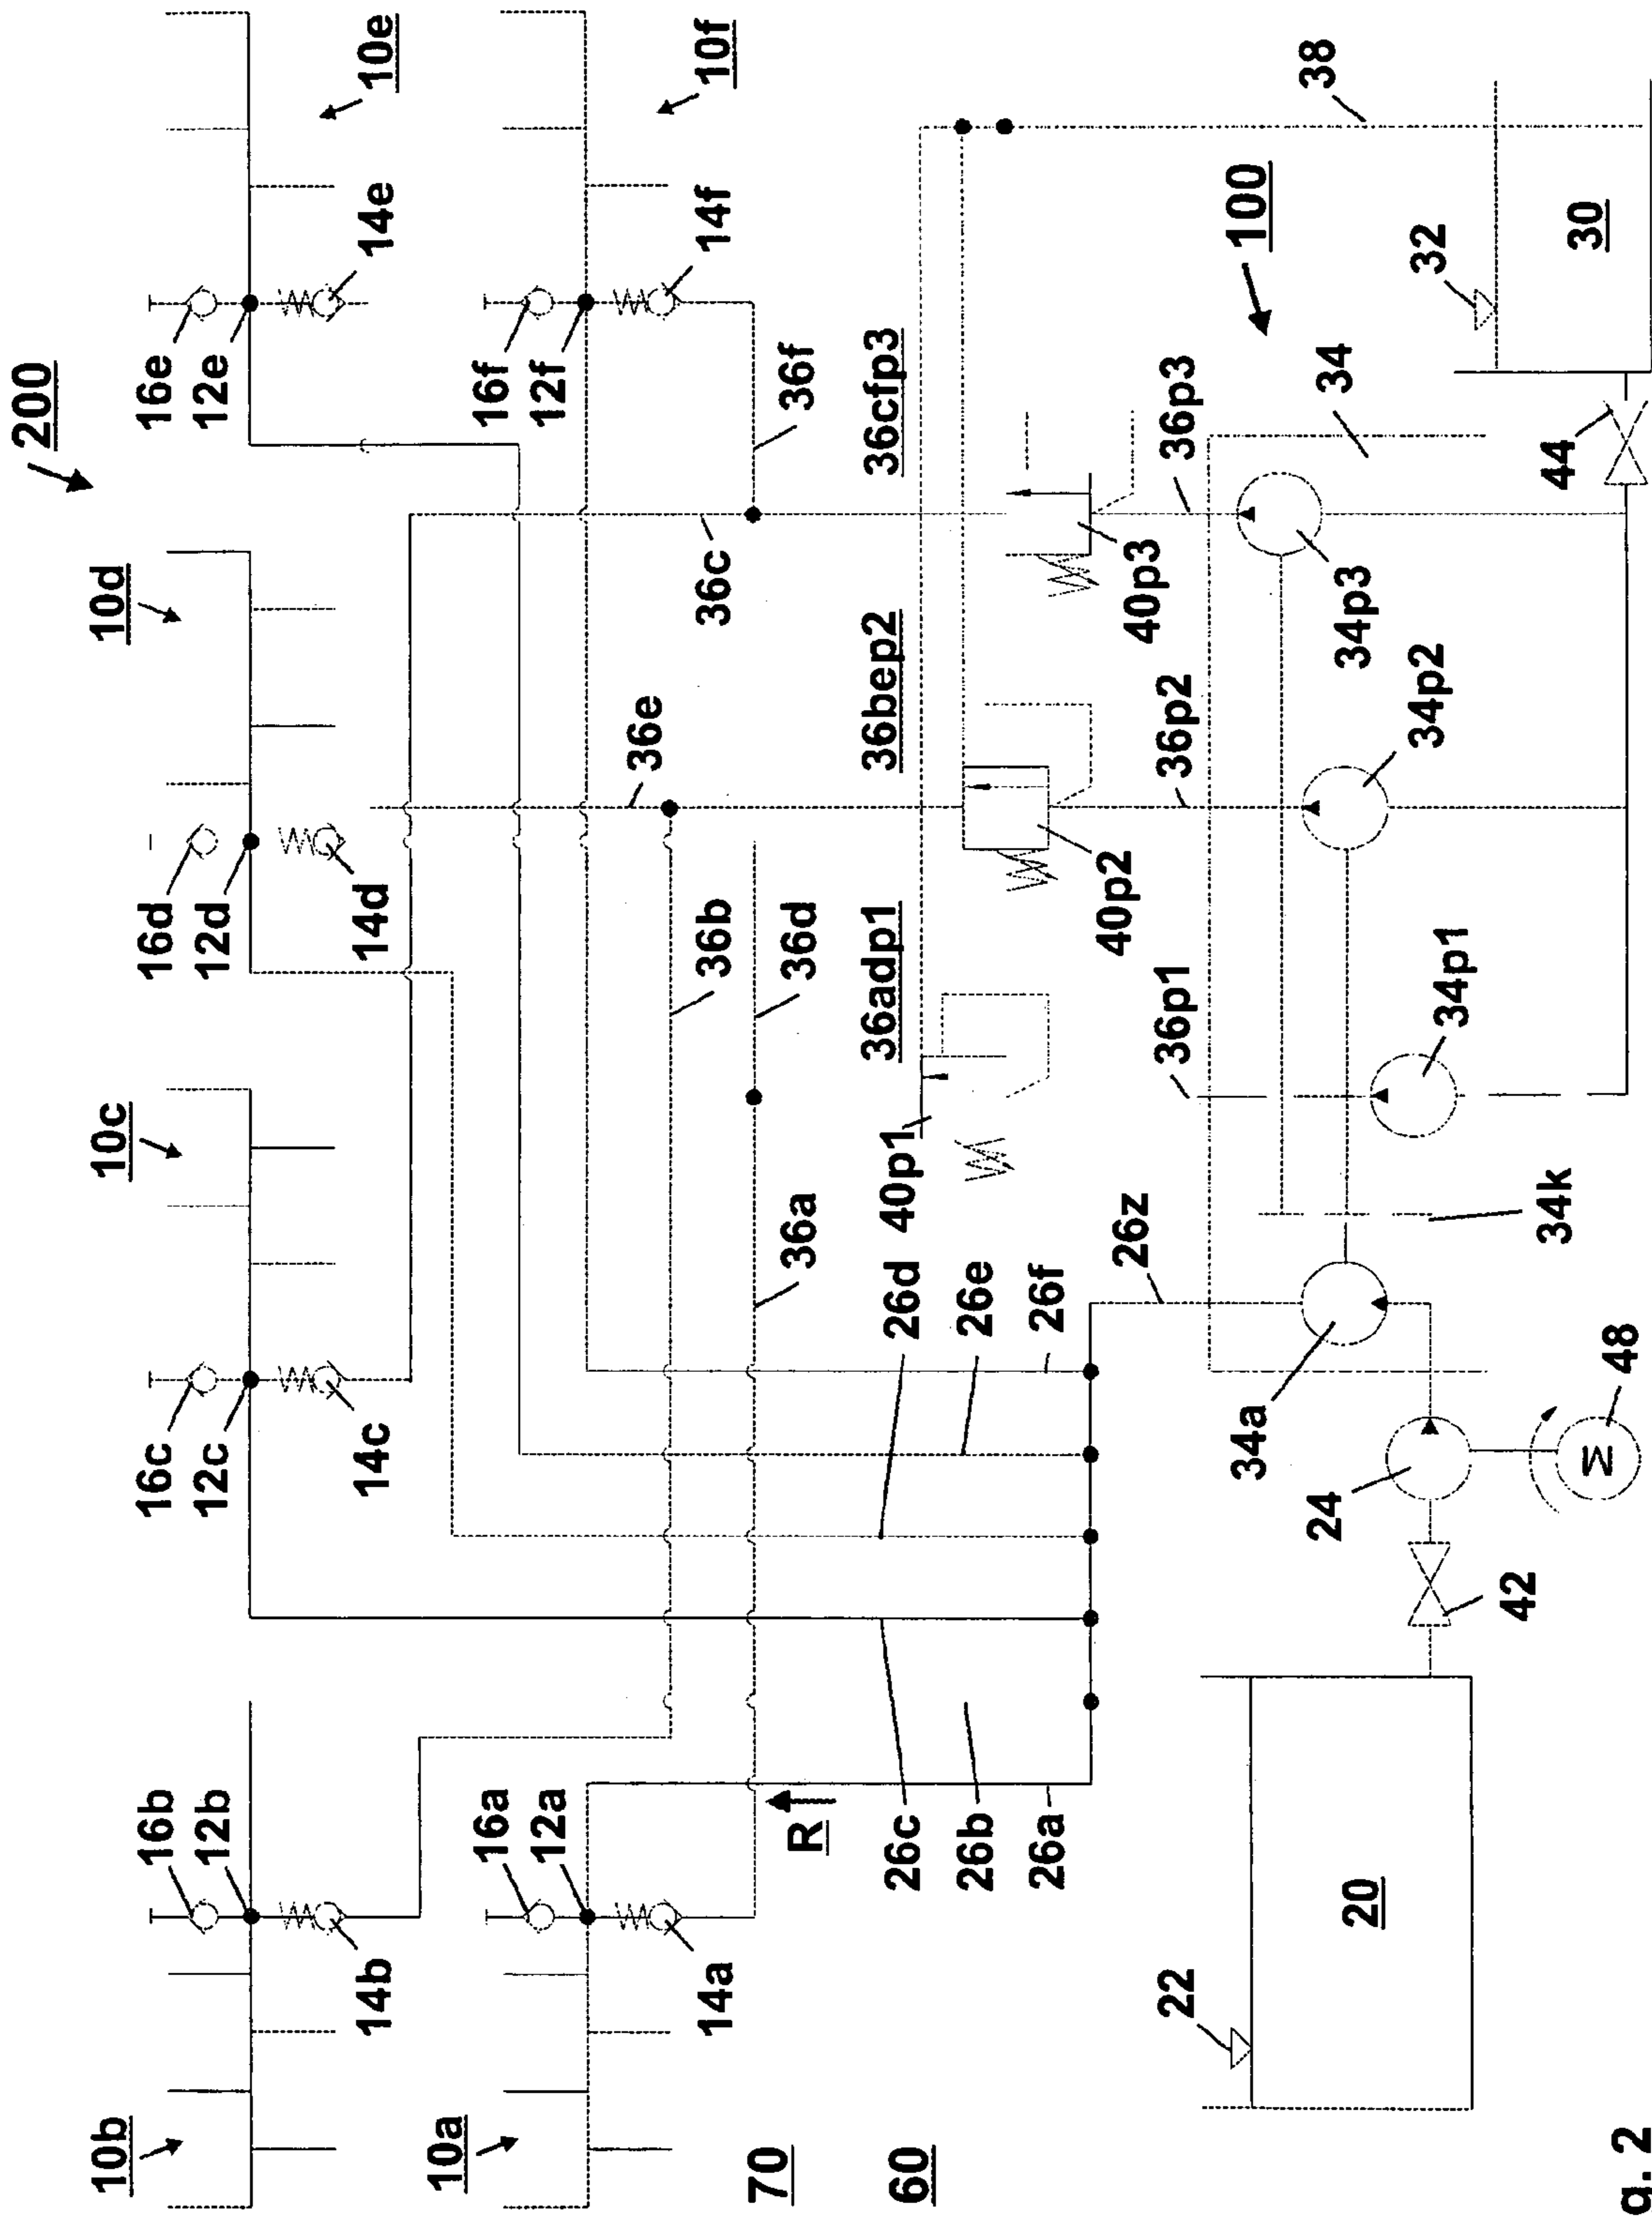 200
10b
10c
10d
10e
16b
12b
14b
16c
12c
14c
16d
12d
14d
16e
12e
14e
10a
16a
12a
14a
16f
12f
14f
10f
36e
36c
36f
36b
36d
36a
70
60
R
26c
26b
26a
26d
26e
26f
40p1
36adp1
36bep2
36cfp3
40p2
40p3
26z
36p1
36p2
36p3
100
38
34
32
30
22
20
42
24
48
M
34a
34k
34p1
34p2
34p3
44
g. 2